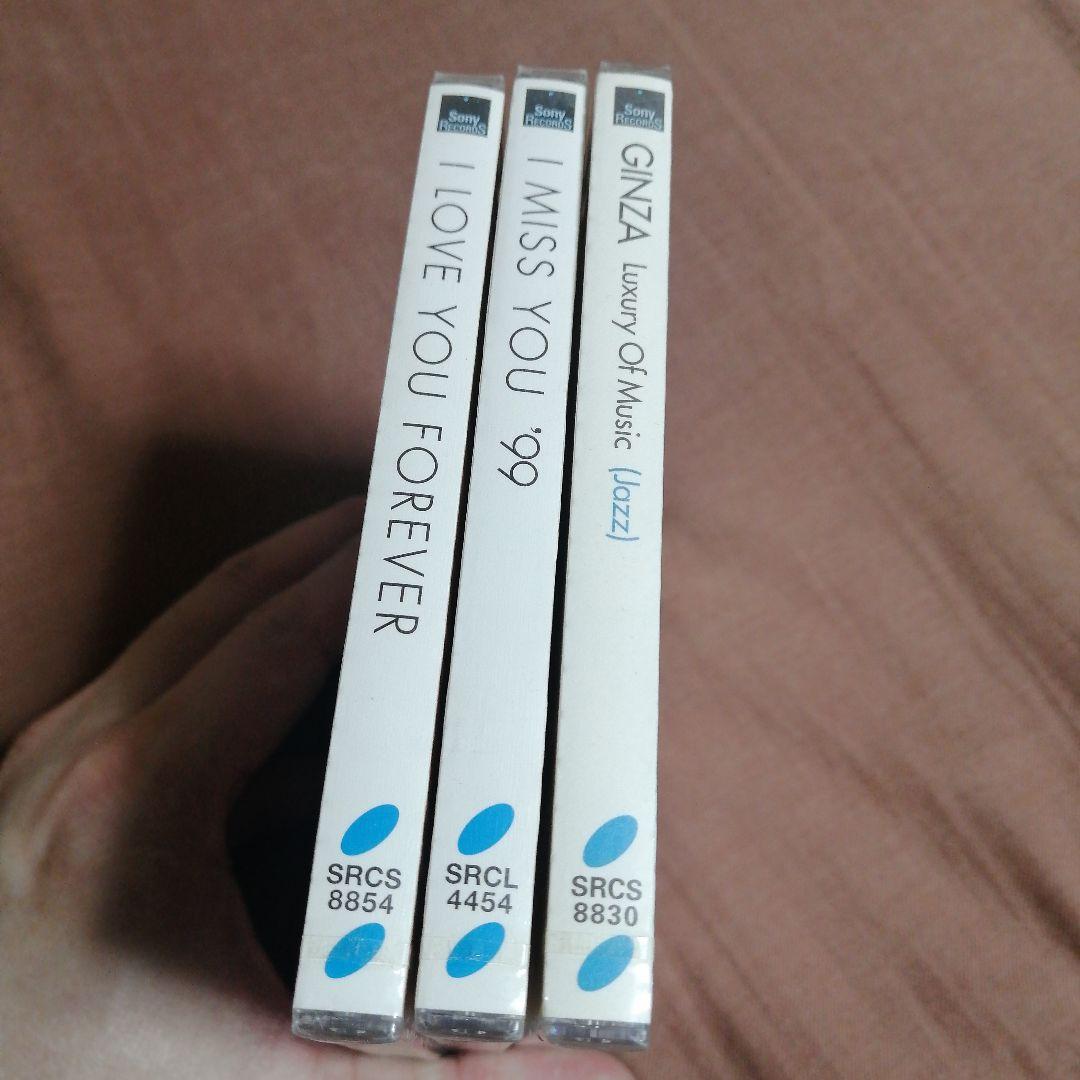 Sony
RECORDS
I LOVE YOU FOREVER
SRCS
8854
Sony
RECORDS
I MISS YOU '99
SRCL
4454
Sony
RECORDS
GINZA Luxury Of Music (Jazz)
SRCS
8830